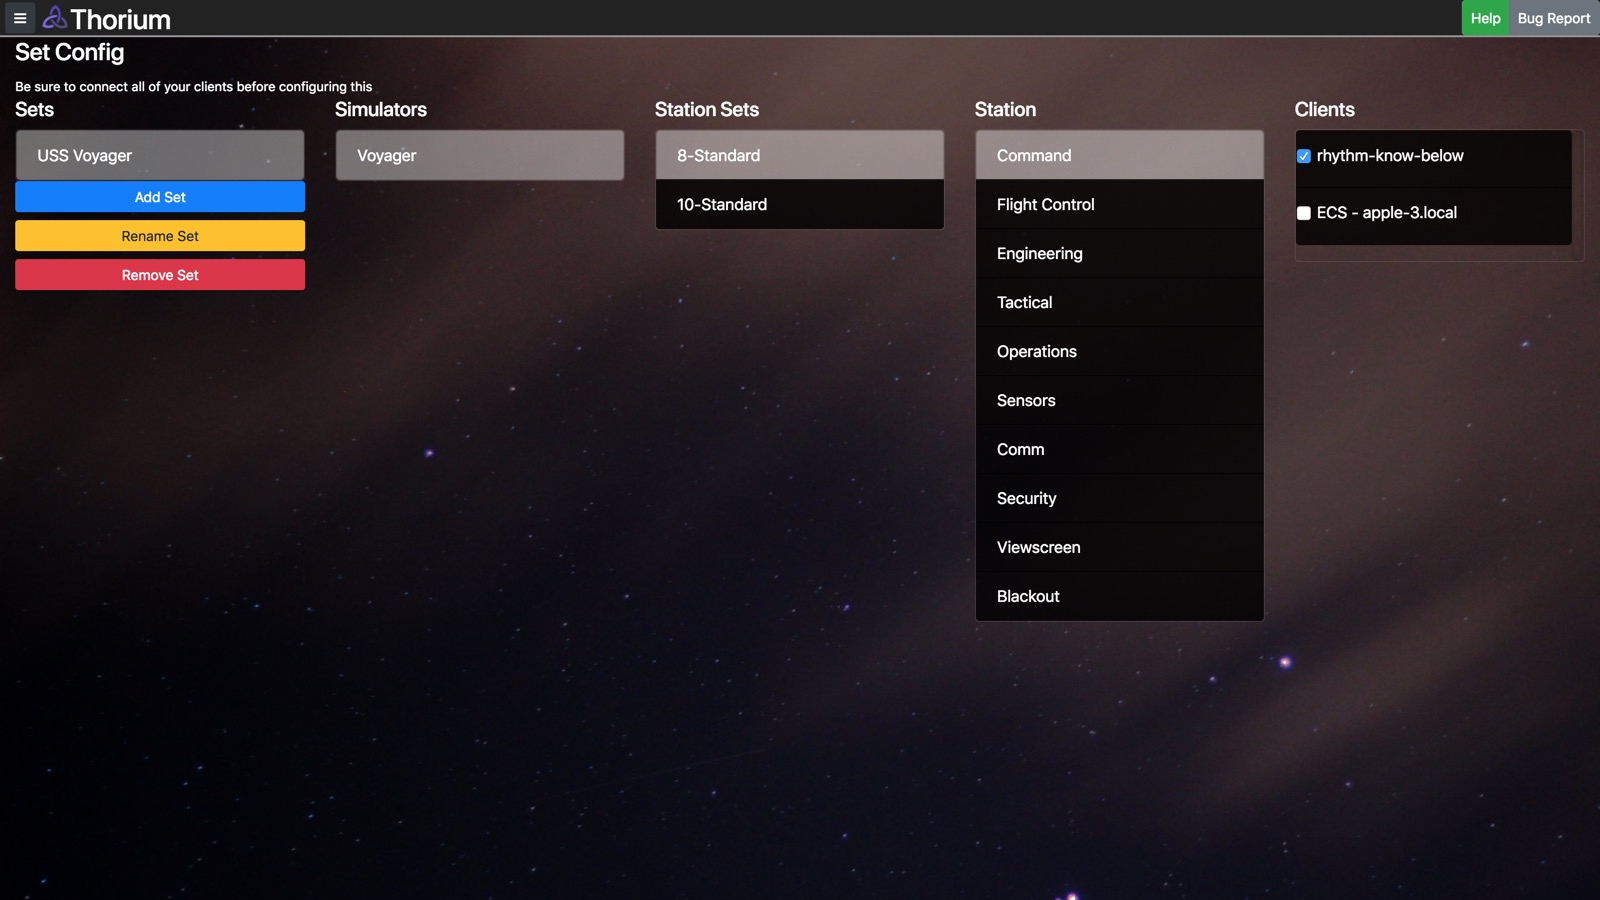 Thorium
Help
Bug Report
Set Config
Be sure to connect all of your clients before configuring this
Sets
USS Voyager
Add Set
Rename Set
Remove Set
Simulators
Voyager
Station Sets
8-Standard
10-Standard
Station
Command
Flight Control
Engineering
Tactical
Operations
Sensors
Comm
Security
Viewscreen
Blackout
Clients
rhythm-know-below
ECS - apple-3.local